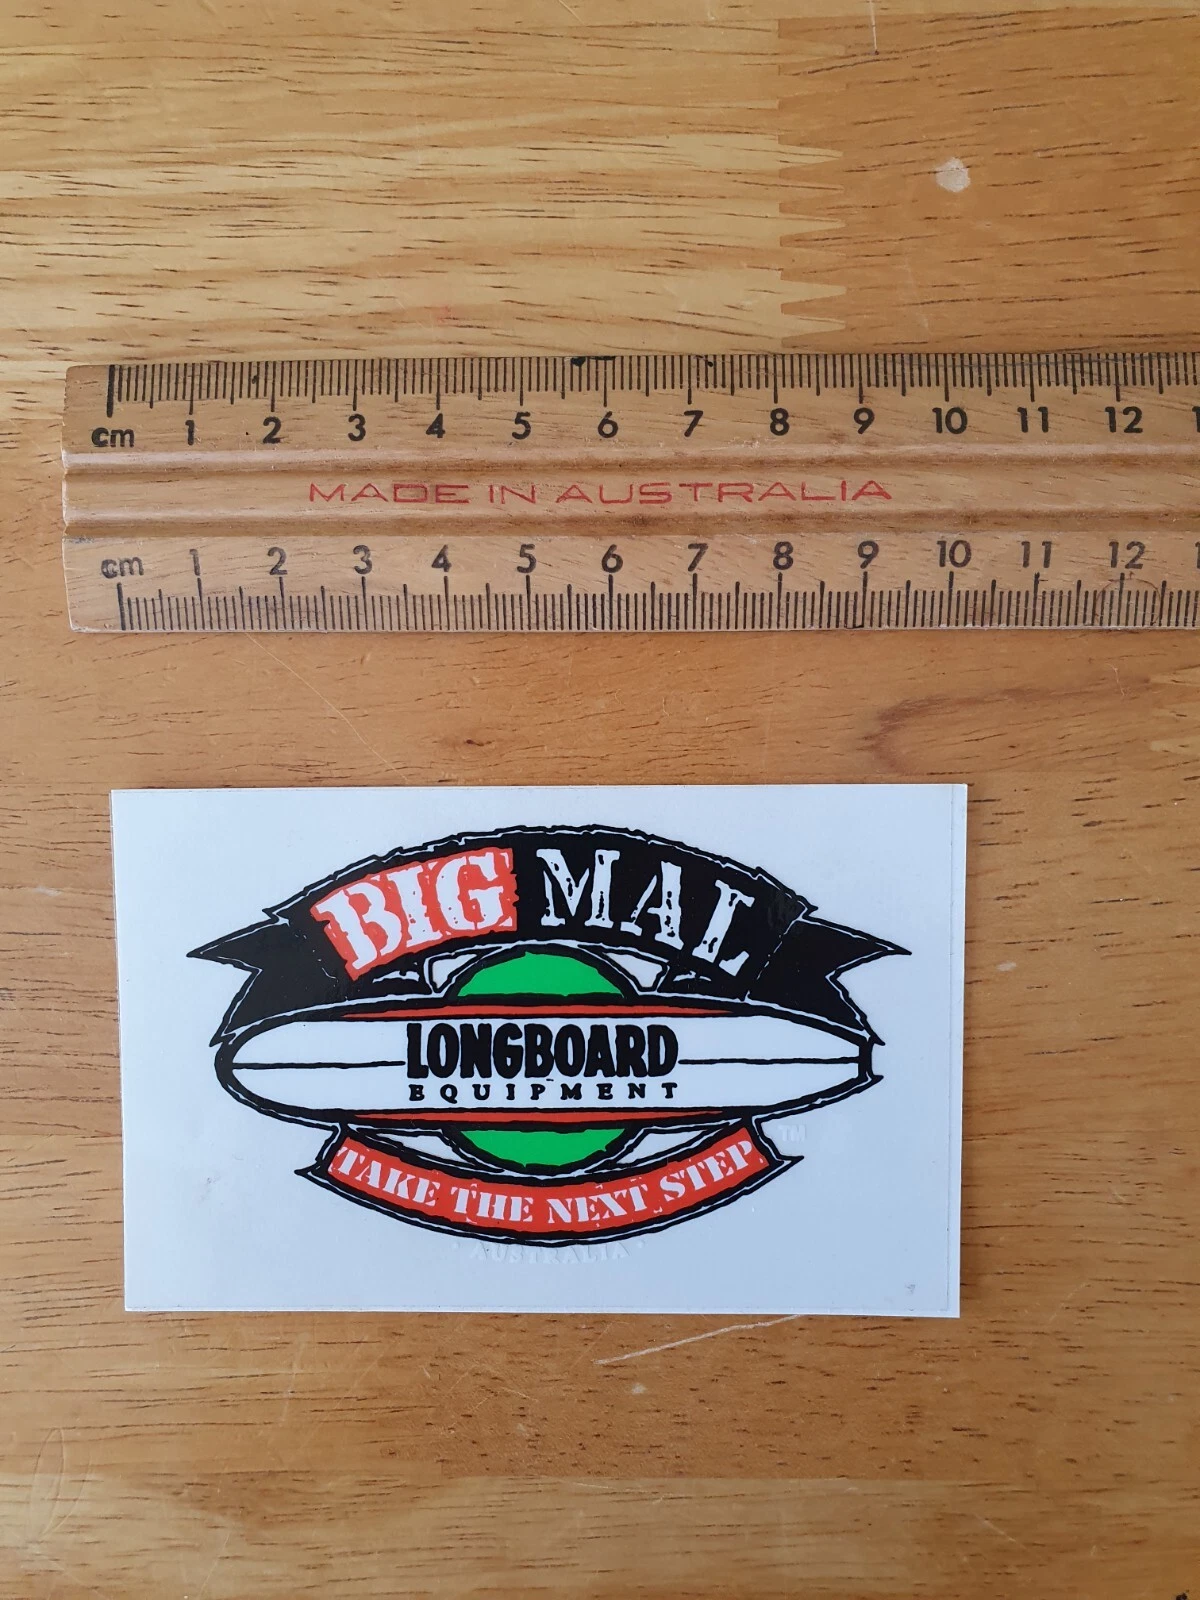 cm 1 2 3 4 5 6 7 8 9 10 11 12
MADE IN AUSTRALIA
cm 1 2 3 4 5 6 7 8 9 10 11 12
BIG MAL
LONGBOARD
EQUIPMENT
TM
TAKE THE NEXT STEP
AUSTRALIA